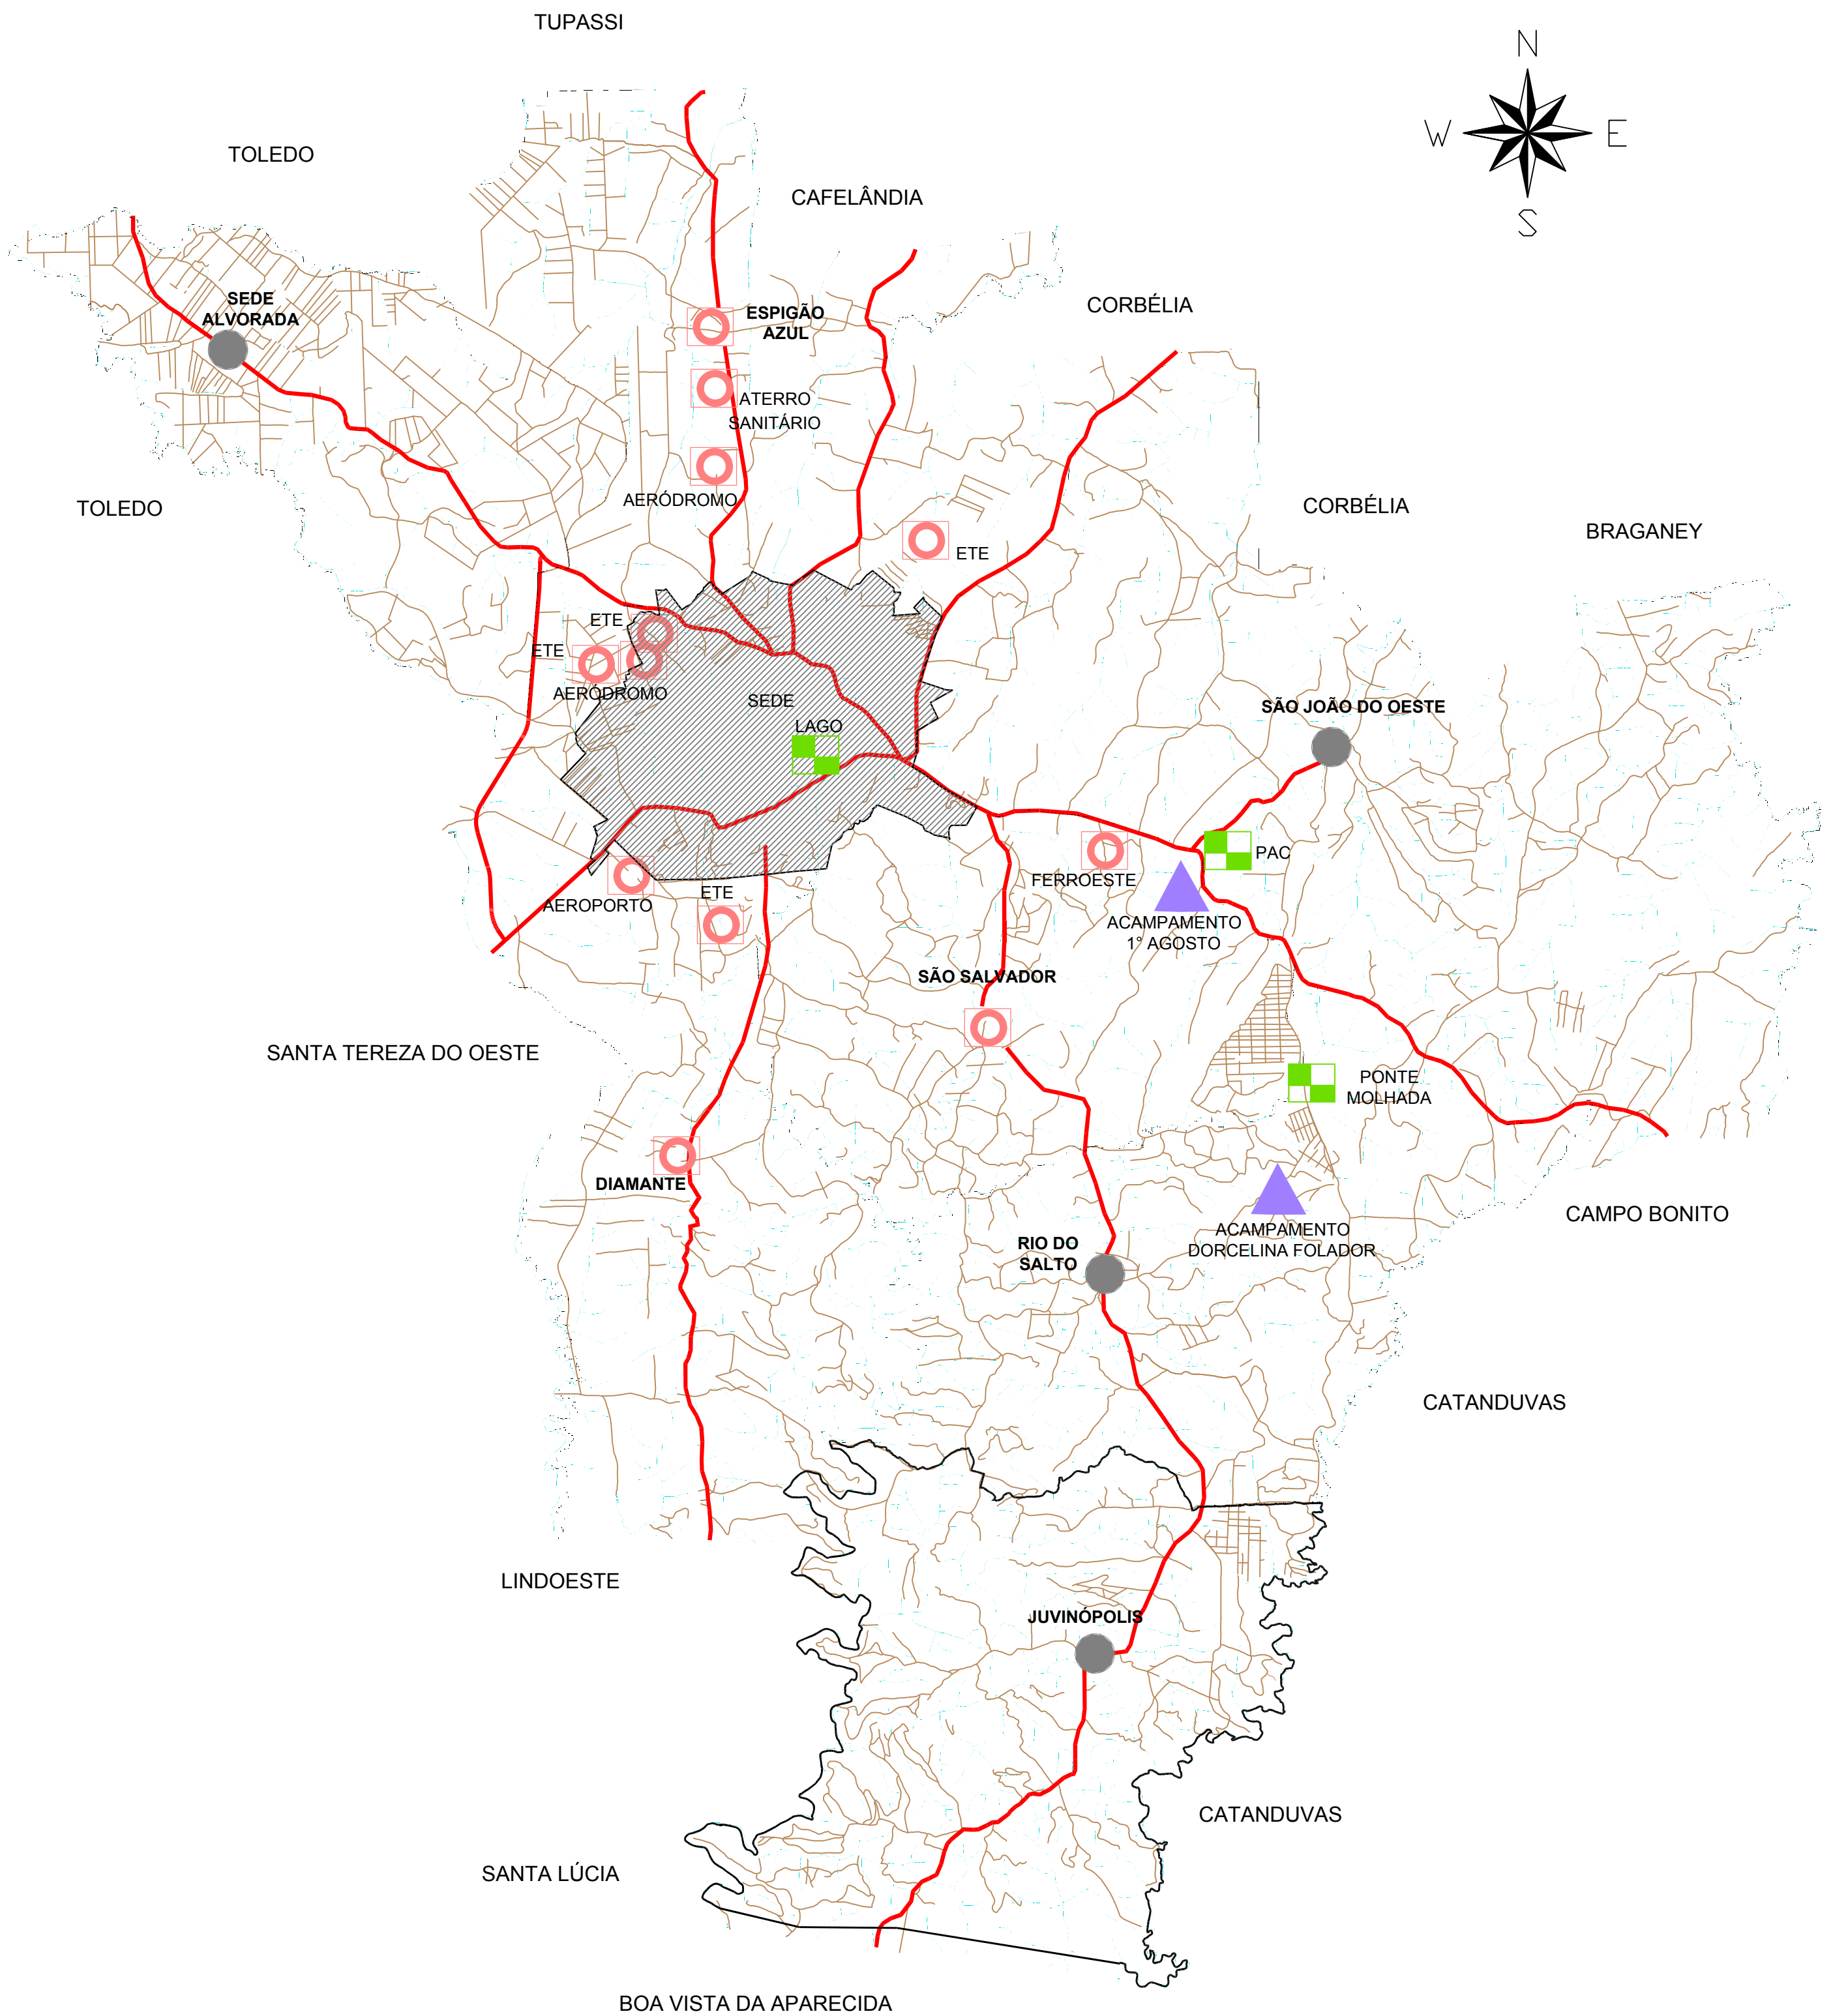 TUPASSI
N
W
E
S
TOLEDO
CAFELÂNDIA
SEDE
ALVORADA
ESPIGÃO
AZUL
CORBÉLIA
ATERRO
SANITÁRIO
AERÓDROMO
TOLEDO
CORBÉLIA
BRAGANEY
ETE
ETE
ETE
AERÓDROMO
SEDE
LAGO
SÃO JOÃO DO OESTE
PAC
FERROESTE
ETE
AEROPORTO
ACAMPAMENTO
1° AGOSTO
SÃO SALVADOR
SANTA TEREZA DO OESTE
PONTE
MOLHADA
DIAMANTE
CAMPO BONITO
ACAMPAMENTO
DORCELINA FOLADOR
RIO DO
SALTO
CATANDUVAS
LINDOESTE
JUVINÓPOLIS
CATANDUVAS
SANTA LÚCIA
BOA VISTA DA APARECIDA